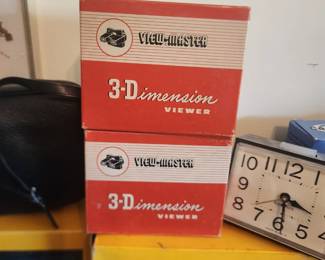 VIEW-MASTER
3-Dimension
VIEWER
VIEW-MASTER
3-Dimension
VIEWER
10 11 12 1 2
9 3
8 4
7 6 5